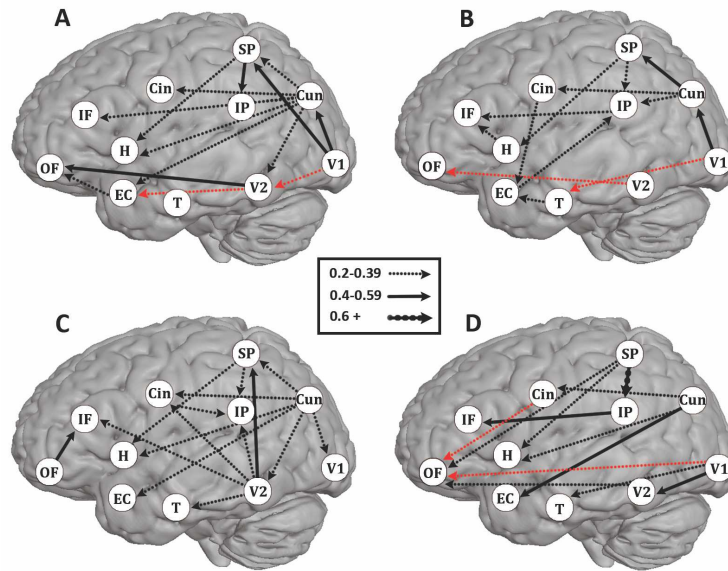 A
SP
Cin
Cun
IP
IF
H
V1
OF
EC
T
V2
B
SP
Cin
Cun
IP
IF
H
V1
OF
EC
T
V2
0.2-0.39
0.4-0.59
0.6 +
C
SP
Cin
Cun
IP
IF
H
V1
OF
EC
T
V2
D
SP
Cin
Cun
IP
IF
H
V1
OF
EC
T
V2